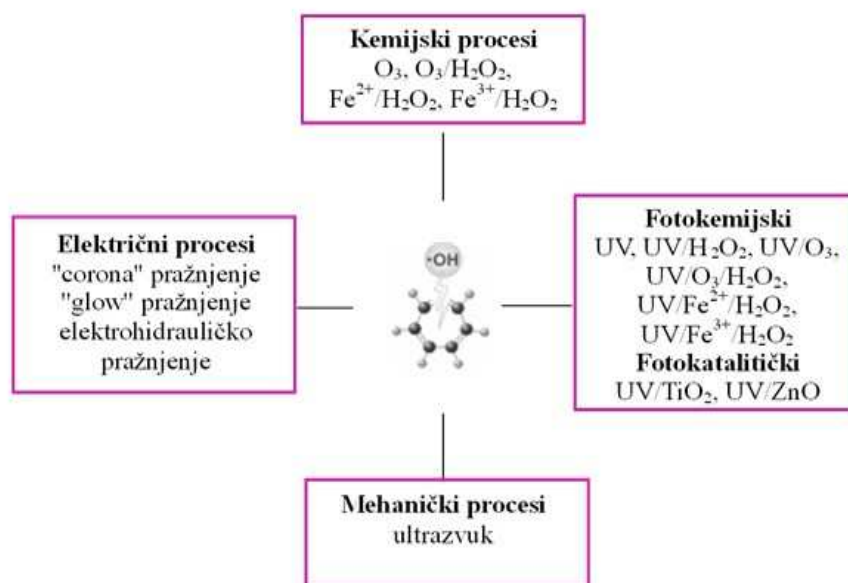 Kemijski procesi
O₃, O₃/H₂O₂,
Fe²⁺/H₂O₂, Fe³⁺/H₂O₂
Električni procesi
"corona" pražnjenje
"glow" pražnjenje
elektrohidrauličko
pražnjenje
•OH
Fotokemijski
UV, UV/H₂O₂, UV/O₃,
UV/O₃/H₂O₂,
UV/Fe²⁺/H₂O₂,
UV/Fe³⁺/H₂O₂
Fotokatalitički
UV/TiO₂, UV/ZnO
Mehanički procesi
ultrazvuk